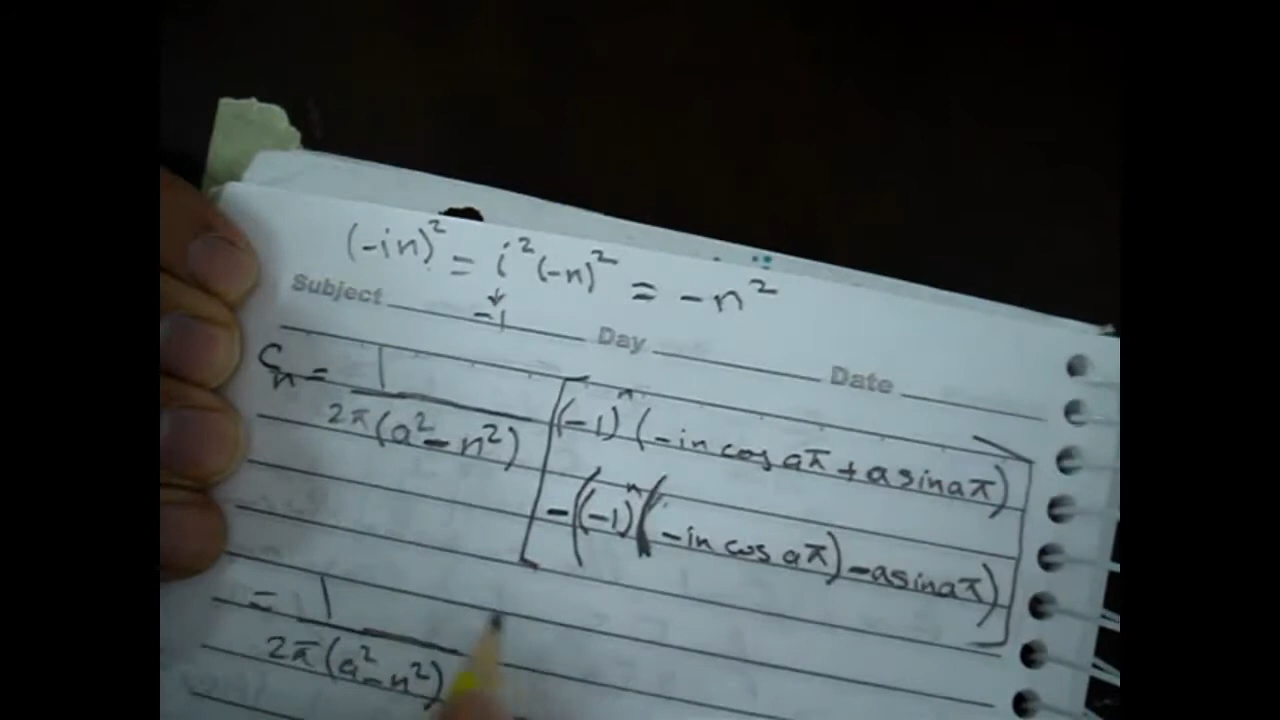 (-in)² = i²(-n)² = -n²
↓
-1
Subject Day Date
Cn = 1 / 2π(a²-n²) [(-1)ⁿ(-in cos aπ + a sin aπ)
-((-1)ⁿ(-in cos aπ) - a sin aπ)]
= 1 / 2π(a²-n²)